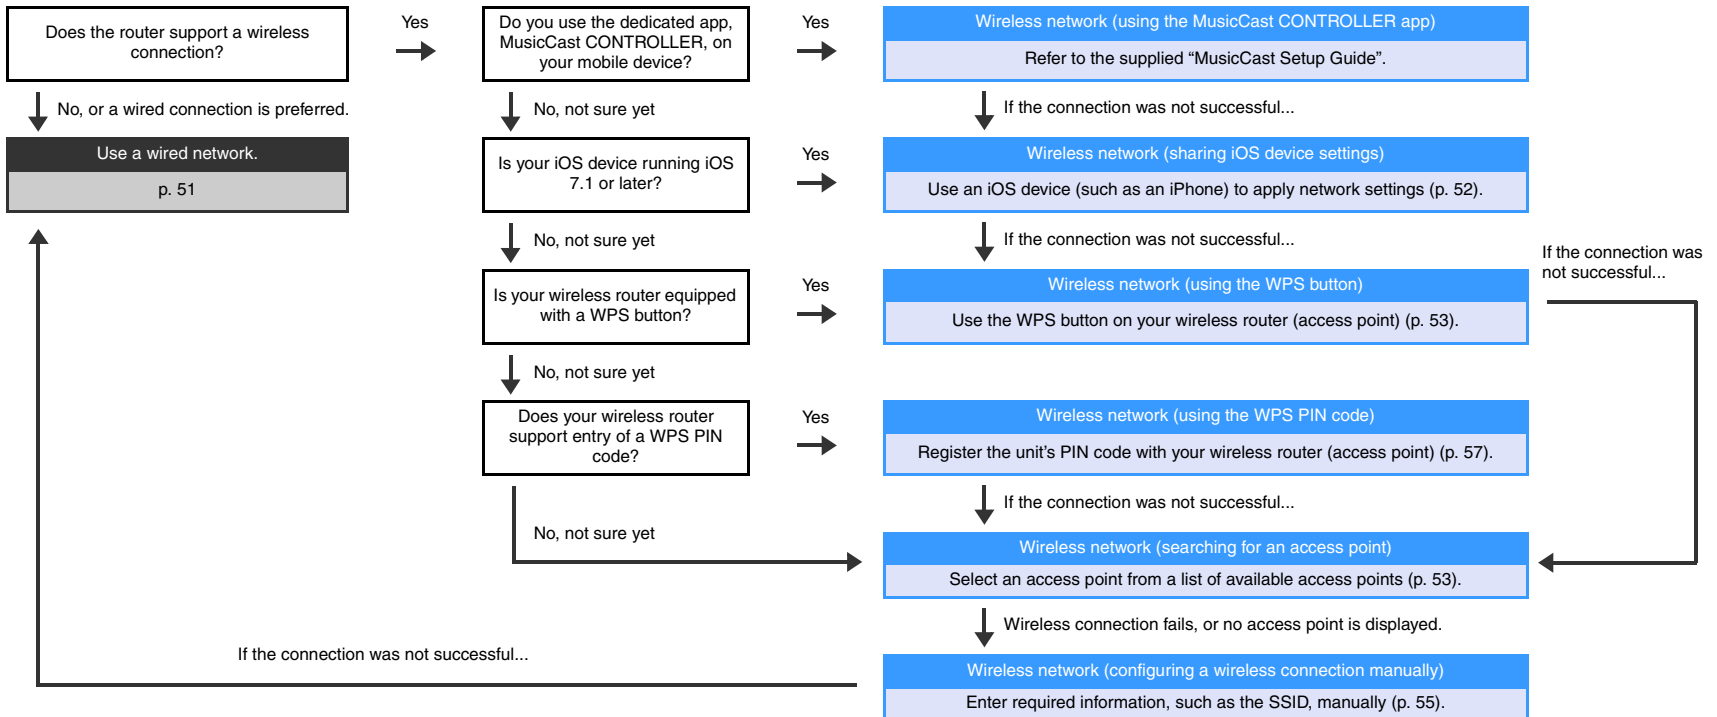 Does the router support a wireless
connection?
Yes
Do you use the dedicated app,
MusicCast CONTROLLER, on
your mobile device?
Yes
Wireless network (using the MusicCast CONTROLLER app)
Refer to the supplied “MusicCast Setup Guide”.
No, or a wired connection is preferred.
No, not sure yet
If the connection was not successful...
Use a wired network.
p. 51
Is your iOS device running iOS
7.1 or later?
Yes
Wireless network (sharing iOS device settings)
Use an iOS device (such as an iPhone) to apply network settings (p. 52).
No, not sure yet
If the connection was not successful...
If the connection was
not successful...
Is your wireless router equipped
with a WPS button?
Yes
Wireless network (using the WPS button)
Use the WPS button on your wireless router (access point) (p. 53).
No, not sure yet
Does your wireless router
support entry of a WPS PIN
code?
Yes
Wireless network (using the WPS PIN code)
Register the unit’s PIN code with your wireless router (access point) (p. 57).
If the connection was not successful...
No, not sure yet
Wireless network (searching for an access point)
Select an access point from a list of available access points (p. 53).
Wireless connection fails, or no access point is displayed.
If the connection was not successful...
Wireless network (configuring a wireless connection manually)
Enter required information, such as the SSID, manually (p. 55).